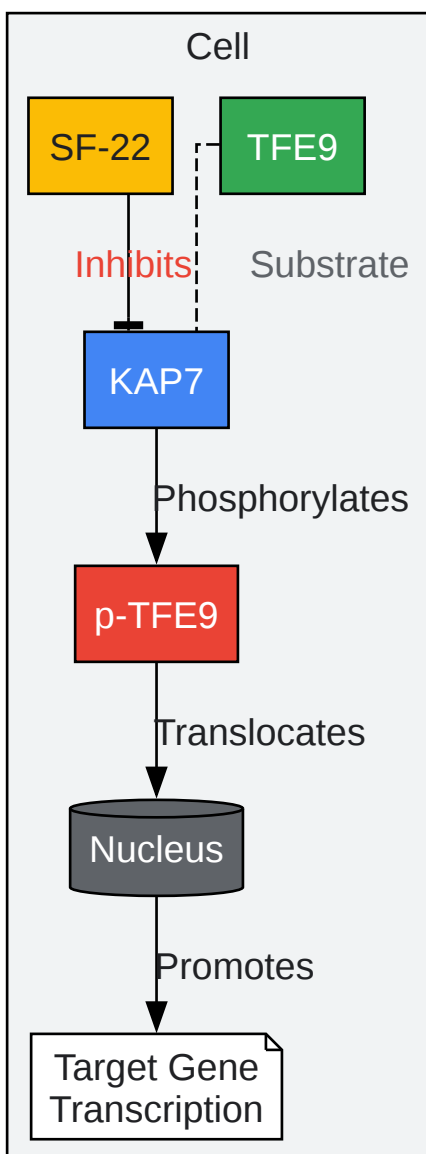 Cell
SF-22
TFE9
Inhibits
Substrate
KAP7
Phosphorylates
p-TFE9
Translocates
Nucleus
Promotes
Target Gene
Transcription